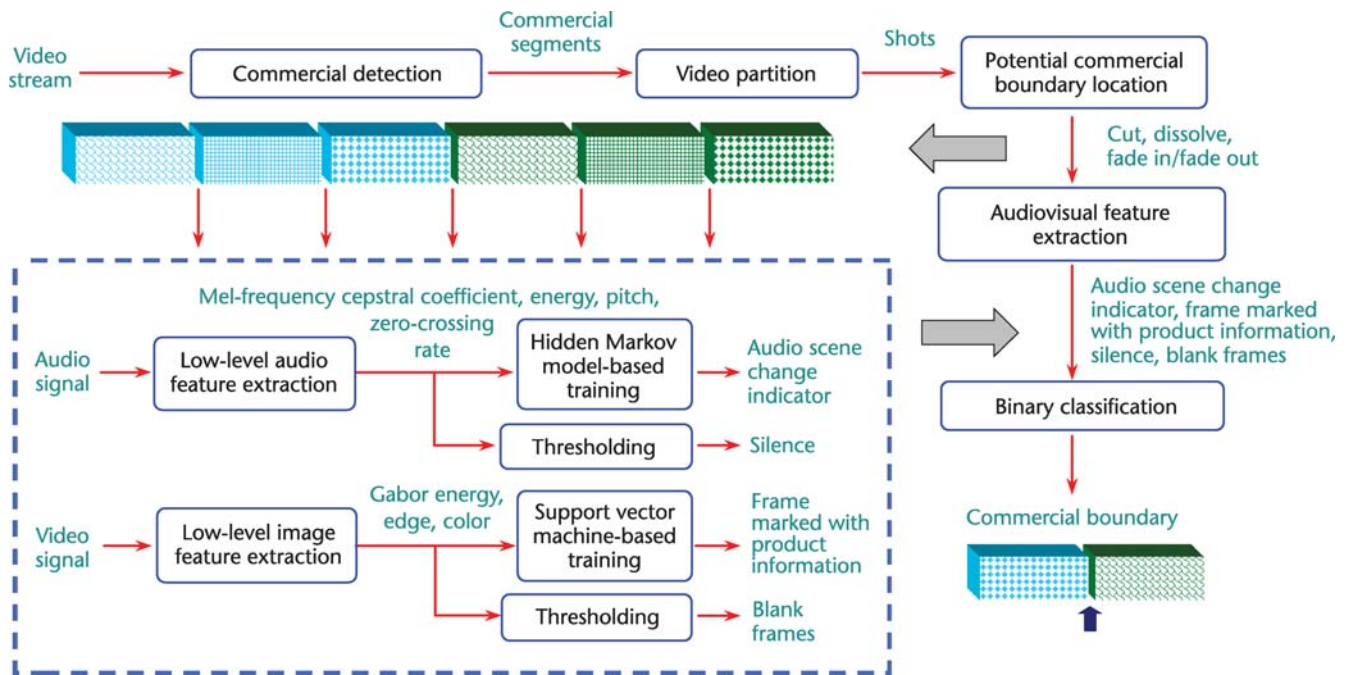 Video
stream
Commercial detection
Commercial
segments
Video partition
Shots
Potential commercial
boundary location
Cut, dissolve,
fade in/fade out
Audiovisual feature
extraction
Audio scene change
indicator, frame marked
with product information,
silence, blank frames
Binary classification
Commercial boundary
Mel-frequency cepstral coefficient, energy, pitch,
zero-crossing
rate
Audio
signal
Low-level audio
feature extraction
Hidden Markov
model-based
training
Audio scene
change
indicator
Thresholding
Silence
Video
signal
Low-level image
feature extraction
Gabor energy,
edge, color
Support vector
machine-based
training
Frame
marked with
product
information
Thresholding
Blank
frames